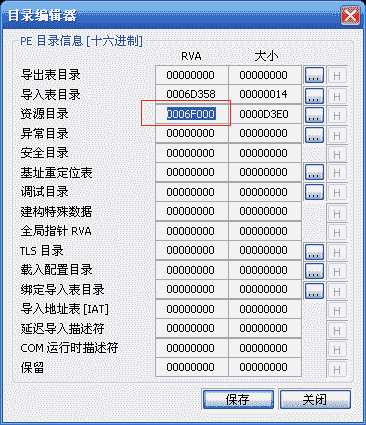 目录编辑器
PE 目录信息 [十六进制]
RVA 大小
导出表目录 00000000 00000000 ... H
导入表目录 0006D358 00000014 ... H
资源目录 0006F000 0000D3E0 ... H
异常目录 00000000 00000000 ... H
安全目录 00000000 00000000 H
基址重定位表 00000000 00000000 ... H
调试目录 00000000 00000000 ... H
建构特殊数据 00000000 00000000 H
全局指针 RVA 00000000 00000000 H
TLS 目录 00000000 00000000 ... H
载入配置目录 00000000 00000000 ... H
绑定导入表目录 00000000 00000000 ... H
导入地址表 [IAT] 00000000 00000000 H
延迟导入描述符 00000000 00000000 H
COM 运行时描述符 00000000 00000000 H
保留 00000000 00000000 H
保存 关闭